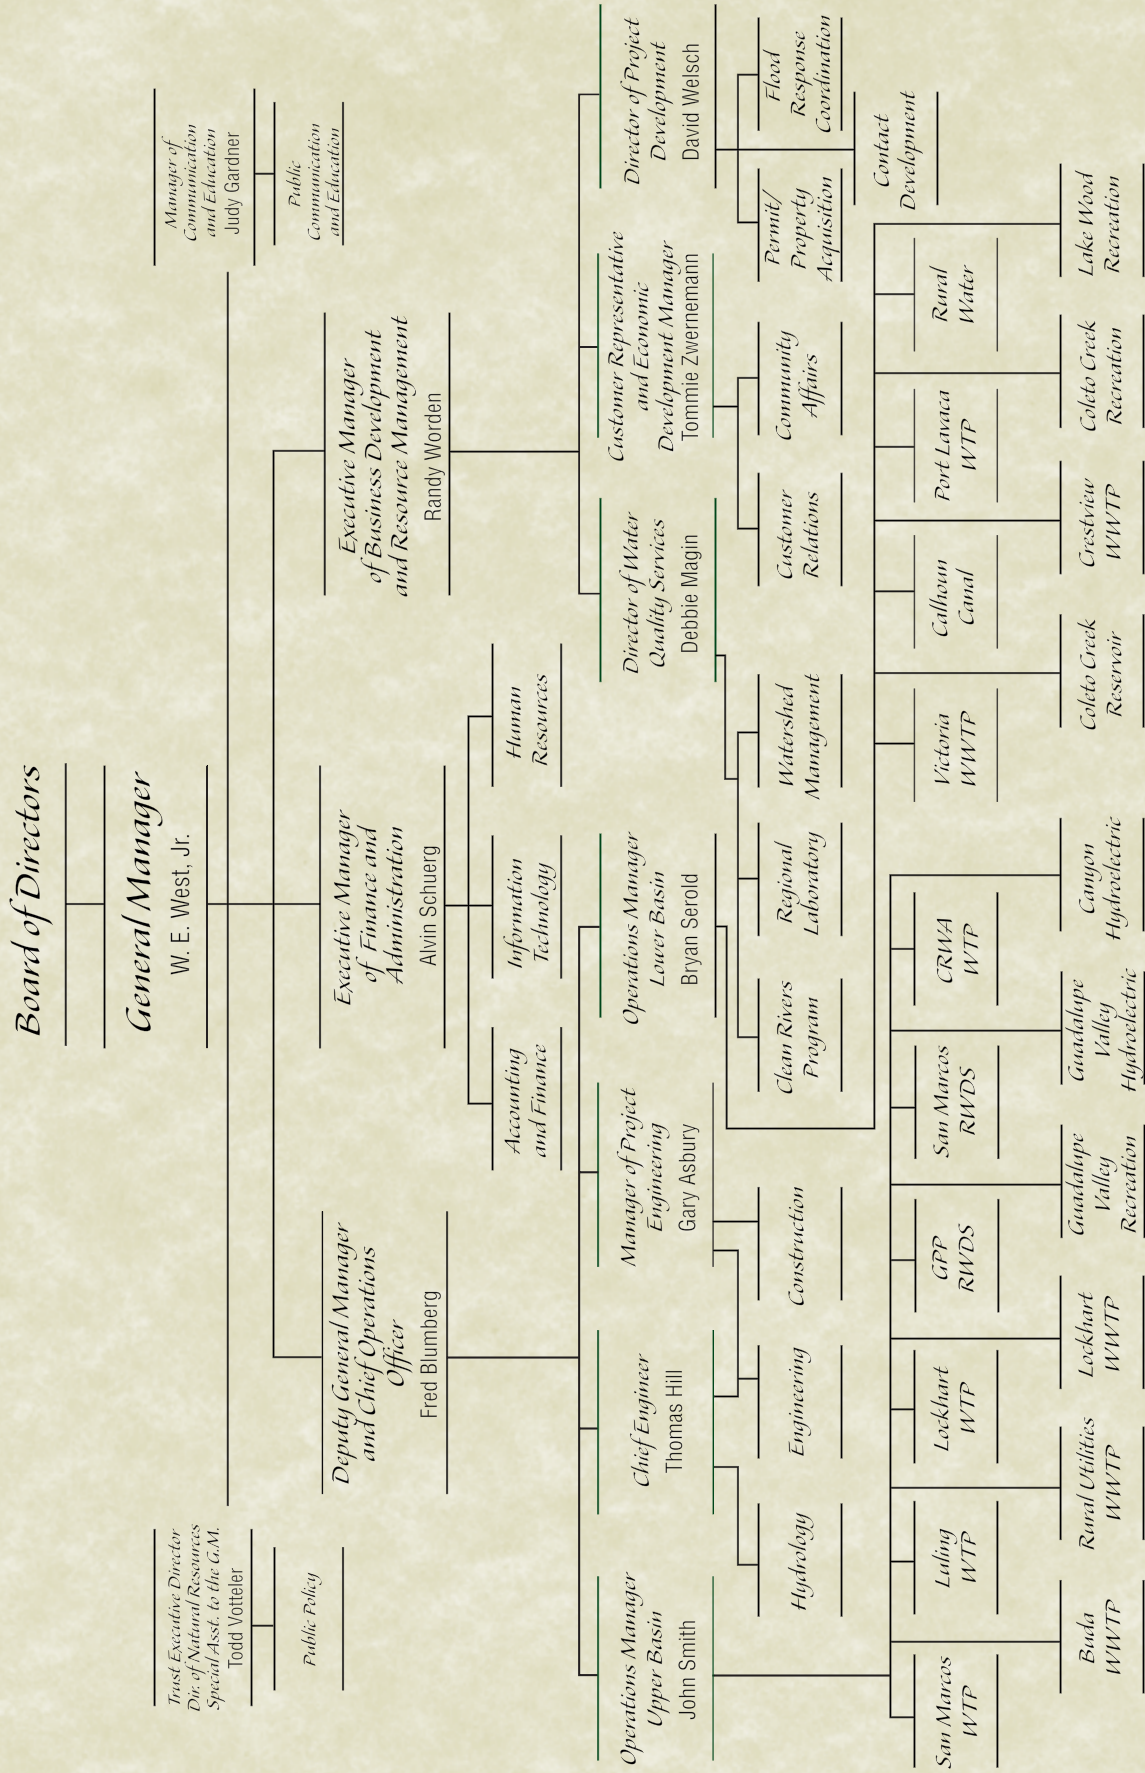 Board of Directors
General Manager
W. E. West, Jr.
Trust Executive Director
Dir. of Natural Resources
Special Asst. to the G.M.
Todd Votteler
Public Policy
Manager of
Communication
and Education
Judy Gardner
Public
Communication
and Education
Deputy General Manager
and Chief Operations
Officer
Fred Blumberg
Executive Manager
of Finance and
Administration
Alvin Schuerg
Executive Manager
of Business Development
and Resource Management
Randy Worden
Accounting
and Finance
Information
Technology
Human
Resources
Operations Manager
Upper Basin
John Smith
Chief Engineer
Thomas Hill
Manager of Project
Engineering
Gary Asbury
Operations Manager
Lower Basin
Bryan Serold
Director of Water
Quality Services
Debbie Magin
Customer Representative
and Economic
Development Manager
Tommie Zwernemann
Director of Project
Development
David Welsch
Hydrology
Engineering
Construction
Clean Rivers
Program
Regional
Laboratory
Watershed
Management
Customer
Relations
Community
Affairs
Permit/
Property
Acquisition
Flood
Response
Coordination
Contact
Development
San Marcos
WTP
Luling
WTP
Lockhart
WTP
GPP
RWDS
San Marcos
RWDS
CRWA
WTP
Victoria
WWTP
Calhoun
Canal
Port Lavaca
WTP
Rural
Water
Buda
WWTP
Rural Utilities
WWTP
Lockhart
WWTP
Guadalupe
Valley
Recreation
Guadalupe
Valley
Hydroelectric
Canyon
Hydroelectric
Coleto Creek
Reservoir
Crestview
WWTP
Coleto Creek
Recreation
Lake Wood
Recreation